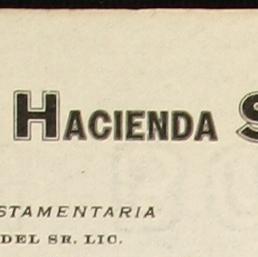 HACIENDA S
STAMENTARIA
DEL SR. LIC.